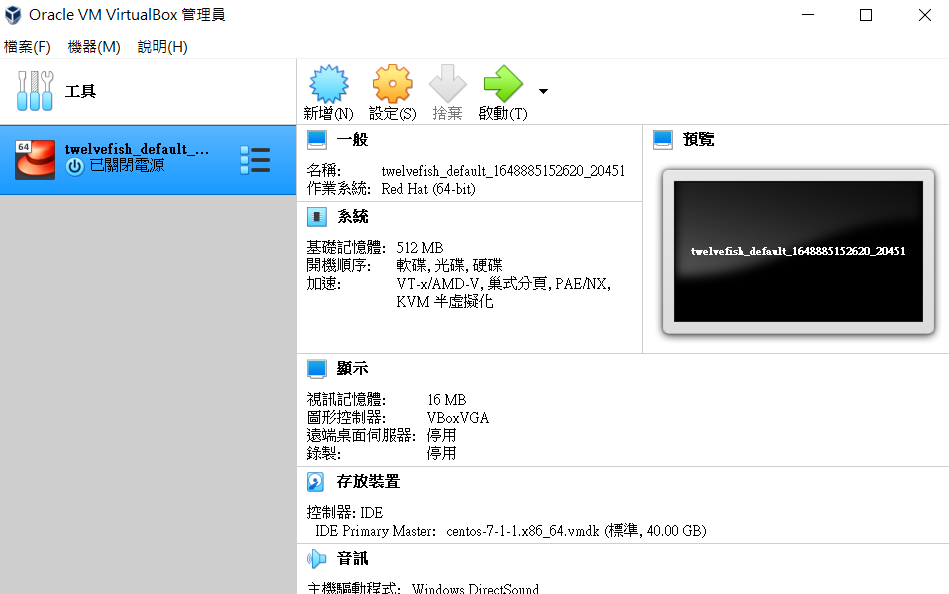 Oracle VM VirtualBox 管理員
檔案(F) 機器(M) 說明(H)
工具
新增(N) 設定(S) 捨棄 啟動(T)
64
twelvefish_default_...
已關閉電源
一般
名稱: twelvefish_default_1648885152620_20451
作業系統: Red Hat (64-bit)
系統
基礎記憶體: 512 MB
開機順序: 軟碟, 光碟, 硬碟
加速: VT-x/AMD-V, 巢式分頁, PAE/NX,
KVM 半虛擬化
預覽
twelvefish_default_1648885152620_20451
顯示
視訊記憶體: 16 MB
圖形控制器: VBoxVGA
遠端桌面伺服器: 停用
錄製: 停用
存放裝置
控制器: IDE
IDE Primary Master: centos-7-1-1.x86_64.vmdk (標準, 40.00 GB)
音訊
主機驅動程式: Windows DirectSound